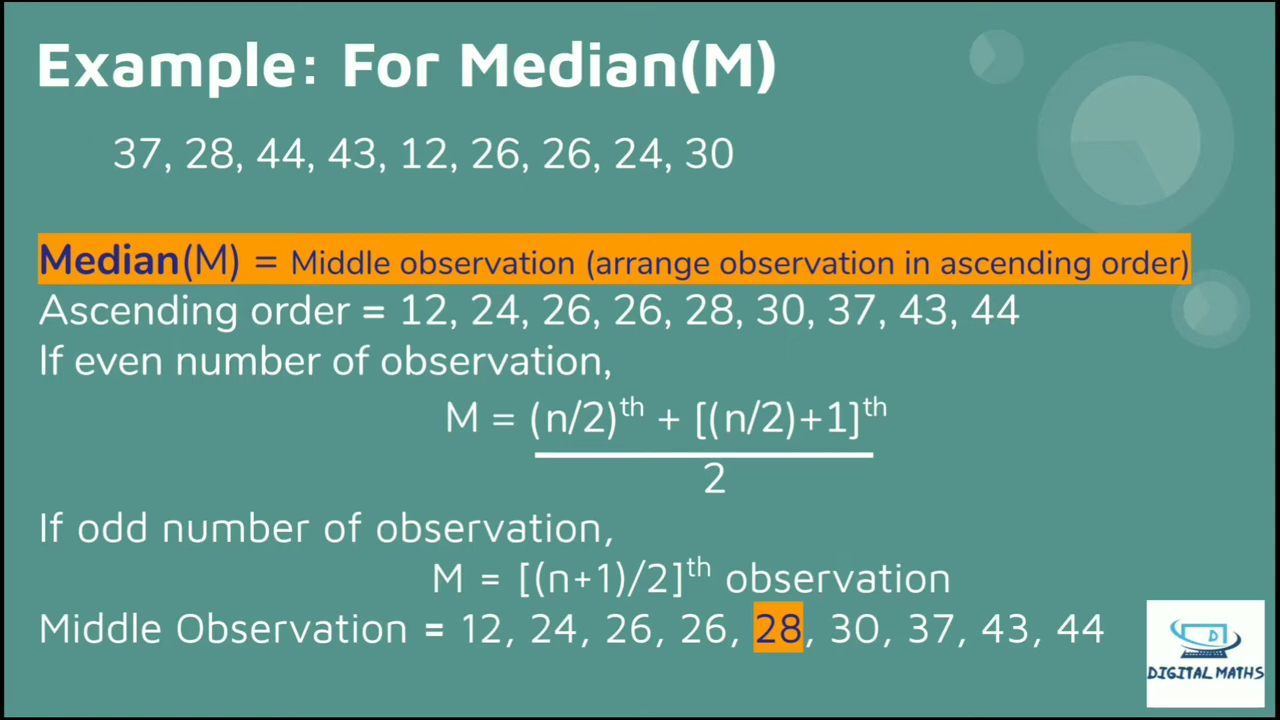 Example: For Median(M)
37, 28, 44, 43, 12, 26, 26, 24, 30
Median(M) = Middle observation (arrange observation in ascending order)
Ascending order = 12, 24, 26, 26, 28, 30, 37, 43, 44
If even number of observation,
M = (n/2)ᵗʰ + [(n/2)+1]ᵗʰ
2
If odd number of observation,
M = [(n+1)/2]ᵗʰ observation
Middle Observation = 12, 24, 26, 26, 28, 30, 37, 43, 44
D
DIGITAL MATHS